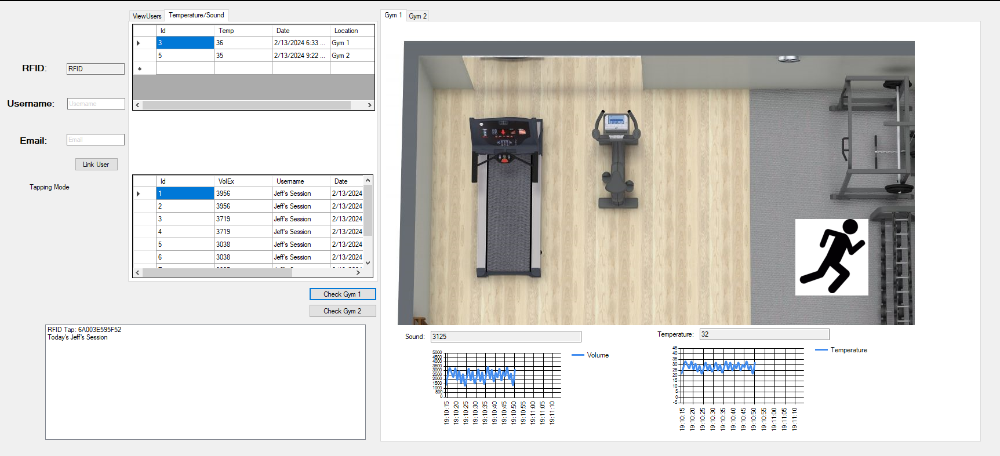 View Users
Temperature/Sound
Id Temp Date Location
3 36 2/13/2024 6:33 ... Gym 1
5 35 2/13/2024 9:22 ... Gym 2
RFID: RFID
Username: Username
Email: Email
Link User
Tapping Mode
Id VolEx Username Date
1 3956 Jeff's Session 2/13/2024
2 3956 Jeff's Session 2/13/2024
3 3719 Jeff's Session 2/13/2024
4 3719 Jeff's Session 2/13/2024
5 3038 Jeff's Session 2/13/2024
6 3038 Jeff's Session 2/13/2024
Check Gym 1
Check Gym 2
RFID Tap: 6A003E595F52
Today's Jeff's Session
Gym 1
Gym 2
Sound: 3125
5000
4500
4000
3500
3000
2500
2000
1500
1000
500
0
19:10:15
19:10:20
19:10:25
19:10:30
19:10:35
19:10:40
19:10:45
19:10:50
19:10:55
19:11:00
19:11:05
19:11:10
Volume
Temperature: 32
45
40
35
30
25
20
15
10
5
0
-5
19:10:15
19:10:20
19:10:25
19:10:30
19:10:35
19:10:40
19:10:45
19:10:50
19:10:55
19:11:00
19:11:05
19:11:10
Temperature